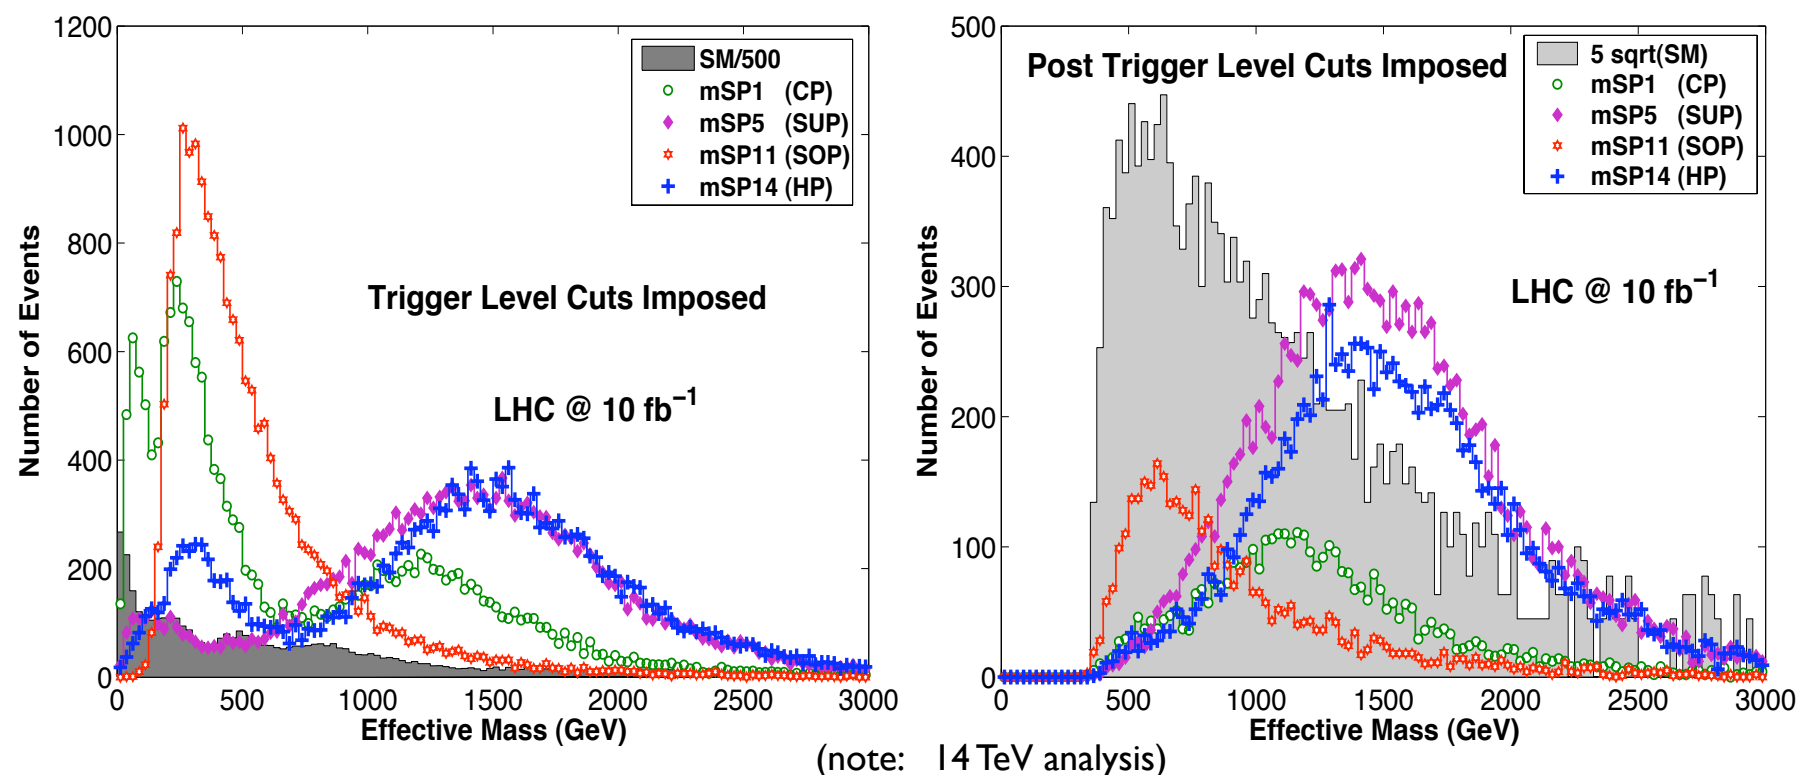 1200
1000
800
600
400
200
0
Number of Events
SM/500
mSP1 (CP)
mSP5 (SUP)
mSP11 (SOP)
mSP14 (HP)
Trigger Level Cuts Imposed
LHC @ 10 fb−1
0 500 1000 1500 2000 2500 3000
Effective Mass (GeV)
500
400
300
200
100
0
Number of Events
Post Trigger Level Cuts Imposed
5 sqrt(SM)
mSP1 (CP)
mSP5 (SUP)
mSP11 (SOP)
mSP14 (HP)
LHC @ 10 fb−1
0 500 1000 1500 2000 2500 3000
Effective Mass (GeV)
(note: 14 TeV analysis)